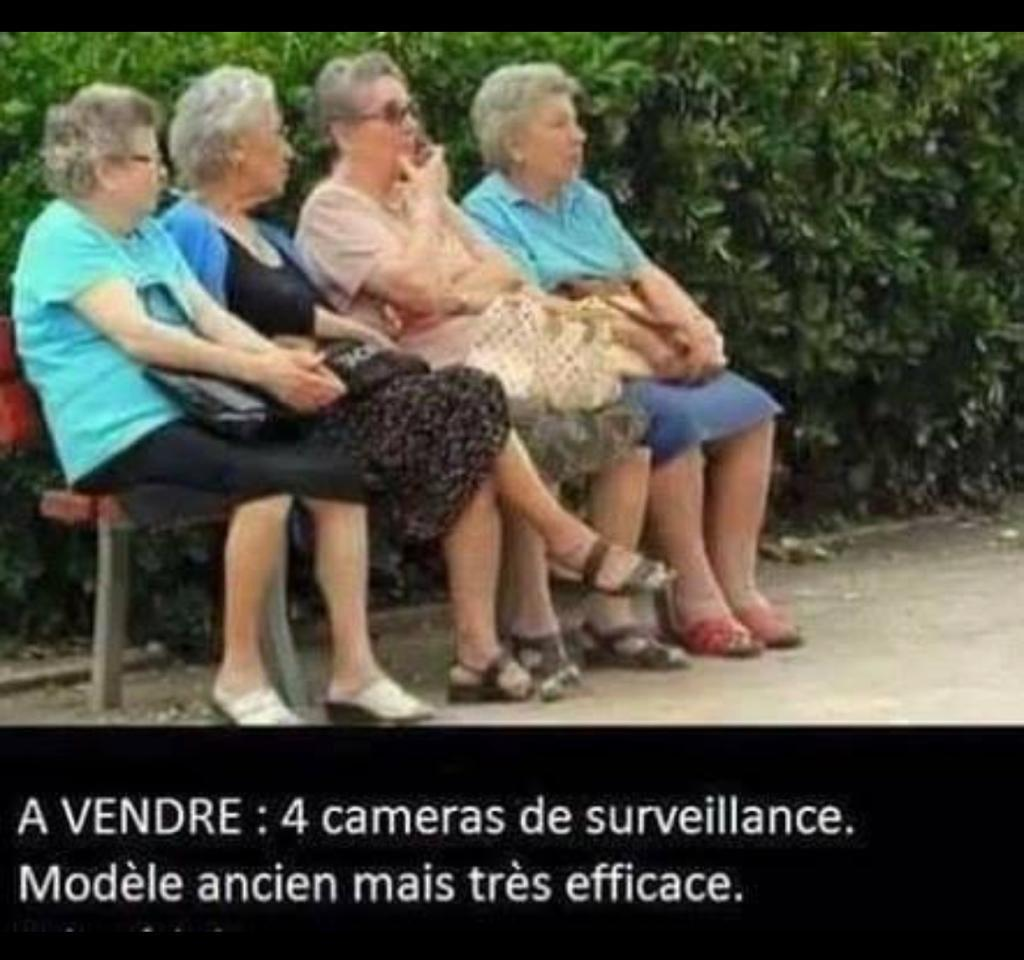 A VENDRE : 4 cameras de surveillance.
Modèle ancien mais très efficace.